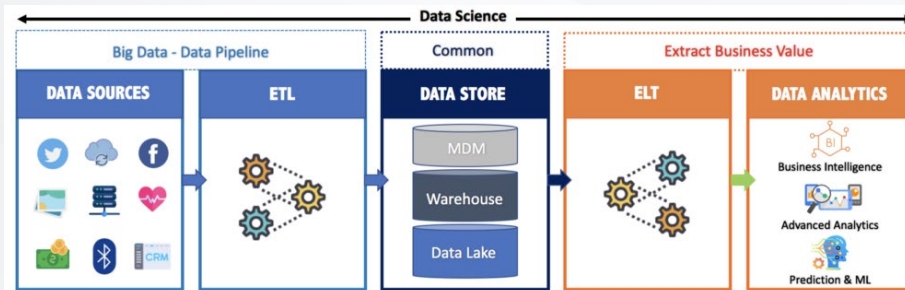 Data Science
Big Data - Data Pipeline
Common
Extract Business Value
DATA SOURCES
ETL
DATA STORE
ELT
DATA ANALYTICS
MDM
Warehouse
Data Lake
CRM
BI
Business Intelligence
Advanced Analytics
Prediction & ML